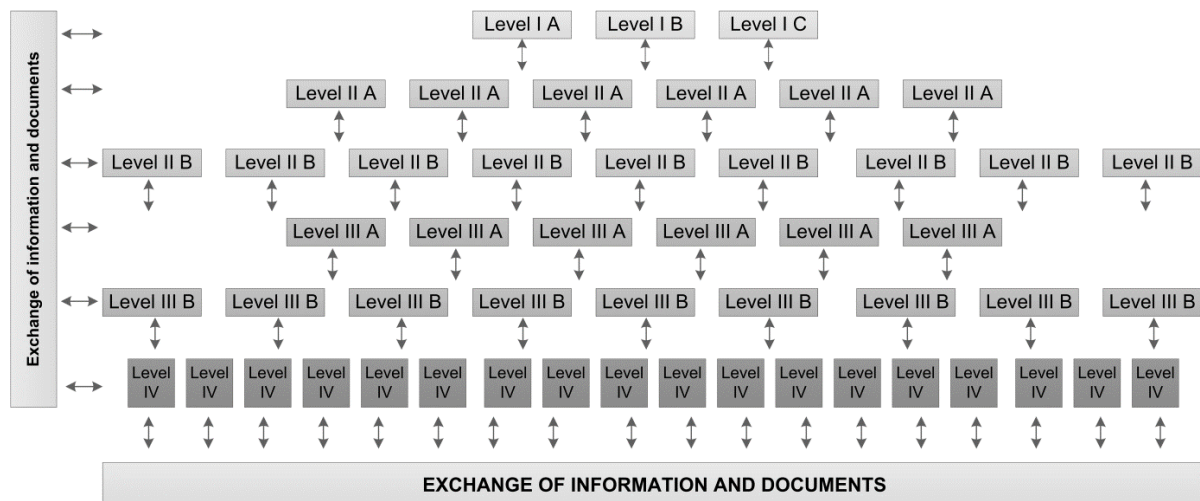 Exchange of information and documents
Level I A Level I B Level I C
Level II A Level II A Level II A Level II A Level II A Level II A
Level II B Level II B Level II B Level II B Level II B Level II B Level II B Level II B Level II B
Level III A Level III A Level III A Level III A Level III A Level III A
Level III B Level III B Level III B Level III B Level III B Level III B Level III B Level III B Level III B
Level Level Level Level Level Level Level Level Level Level Level Level Level Level Level Level Level Level
IV IV IV IV IV IV IV IV IV IV IV IV IV IV IV IV IV IV
EXCHANGE OF INFORMATION AND DOCUMENTS